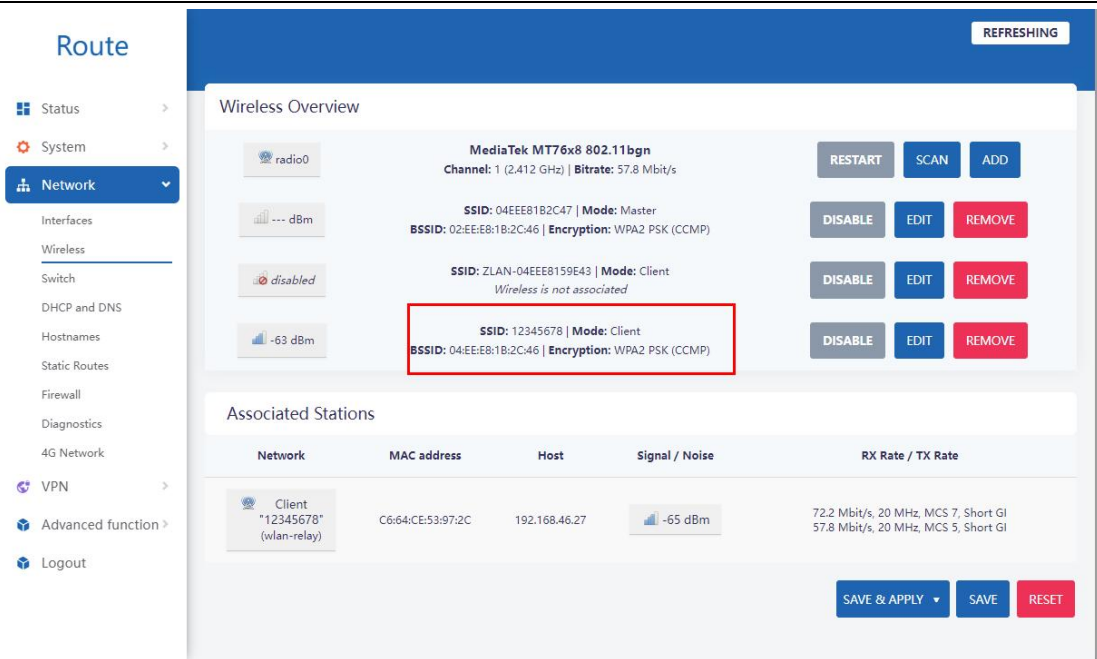 Route
REFRESHING
Status
System
Network
Interfaces
Wireless
Switch
DHCP and DNS
Hostnames
Static Routes
Firewall
Diagnostics
4G Network
VPN
Advanced function
Logout
Wireless Overview
radio0
MediaTek MT76x8 802.11bgn
Channel: 1 (2.412 GHz) | Bitrate: 57.8 Mbit/s
RESTART
SCAN
ADD
--- dBm
SSID: 04EEE81B2C47 | Mode: Master
BSSID: 02:EE:E8:1B:2C:46 | Encryption: WPA2 PSK (CCMP)
DISABLE
EDIT
REMOVE
disabled
SSID: ZLAN-04EEE8159E43 | Mode: Client
Wireless is not associated
DISABLE
EDIT
REMOVE
-63 dBm
SSID: 12345678 | Mode: Client
BSSID: 04:EE:E8:1B:2C:46 | Encryption: WPA2 PSK (CCMP)
DISABLE
EDIT
REMOVE
Associated Stations
Network MAC address Host Signal / Noise RX Rate / TX Rate
Client
"12345678"
(wlan-relay)
C6:64:CE:53:97:2C
192.168.46.27
-65 dBm
72.2 Mbit/s, 20 MHz, MCS 7, Short GI
57.8 Mbit/s, 20 MHz, MCS 5, Short GI
SAVE & APPLY
SAVE
RESET